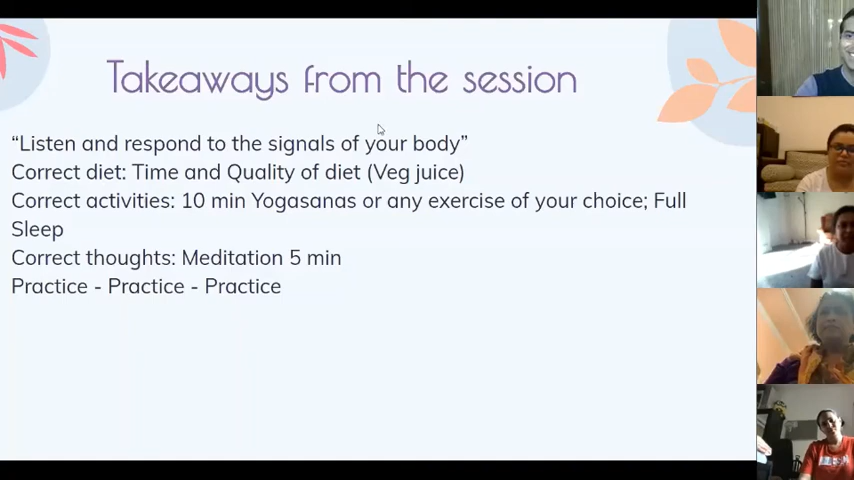 Takeaways from the session
“Listen and respond to the signals of your body”
Correct diet: Time and Quality of diet (Veg juice)
Correct activities: 10 min Yogasanas or any exercise of your choice; Full
Sleep
Correct thoughts: Meditation 5 min
Practice - Practice - Practice